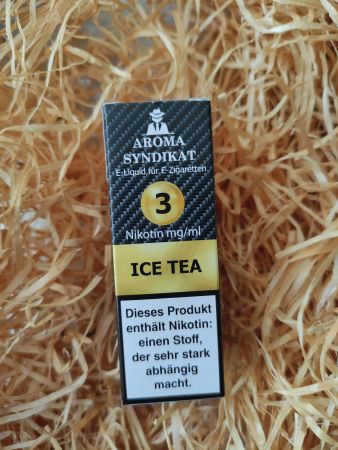 AROMA
SYNDIKAT
E-Liquid für E-Zigaretten
3
Nikotin mg/ml
ICE TEA
Dieses Produkt
enthält Nikotin:
einen Stoff,
der sehr stark
abhängig
macht.